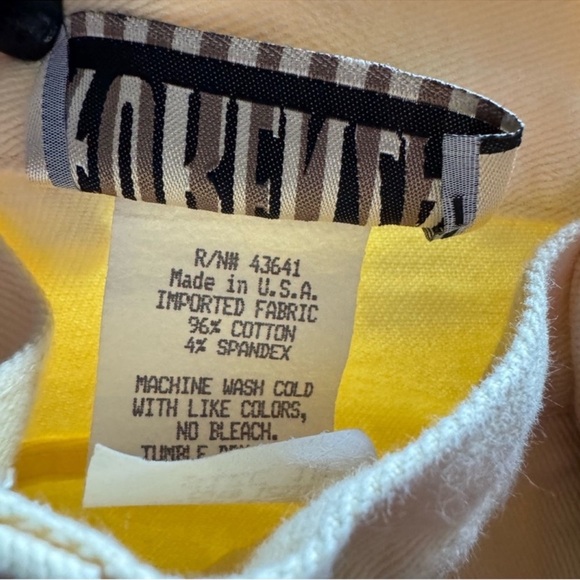 R/N# 43641
Made in U.S.A.
IMPORTED FABRIC
96% COTTON
4% SPANDEX
MACHINE WASH COLD
WITH LIKE COLORS,
NO BLEACH.
TUMBLE